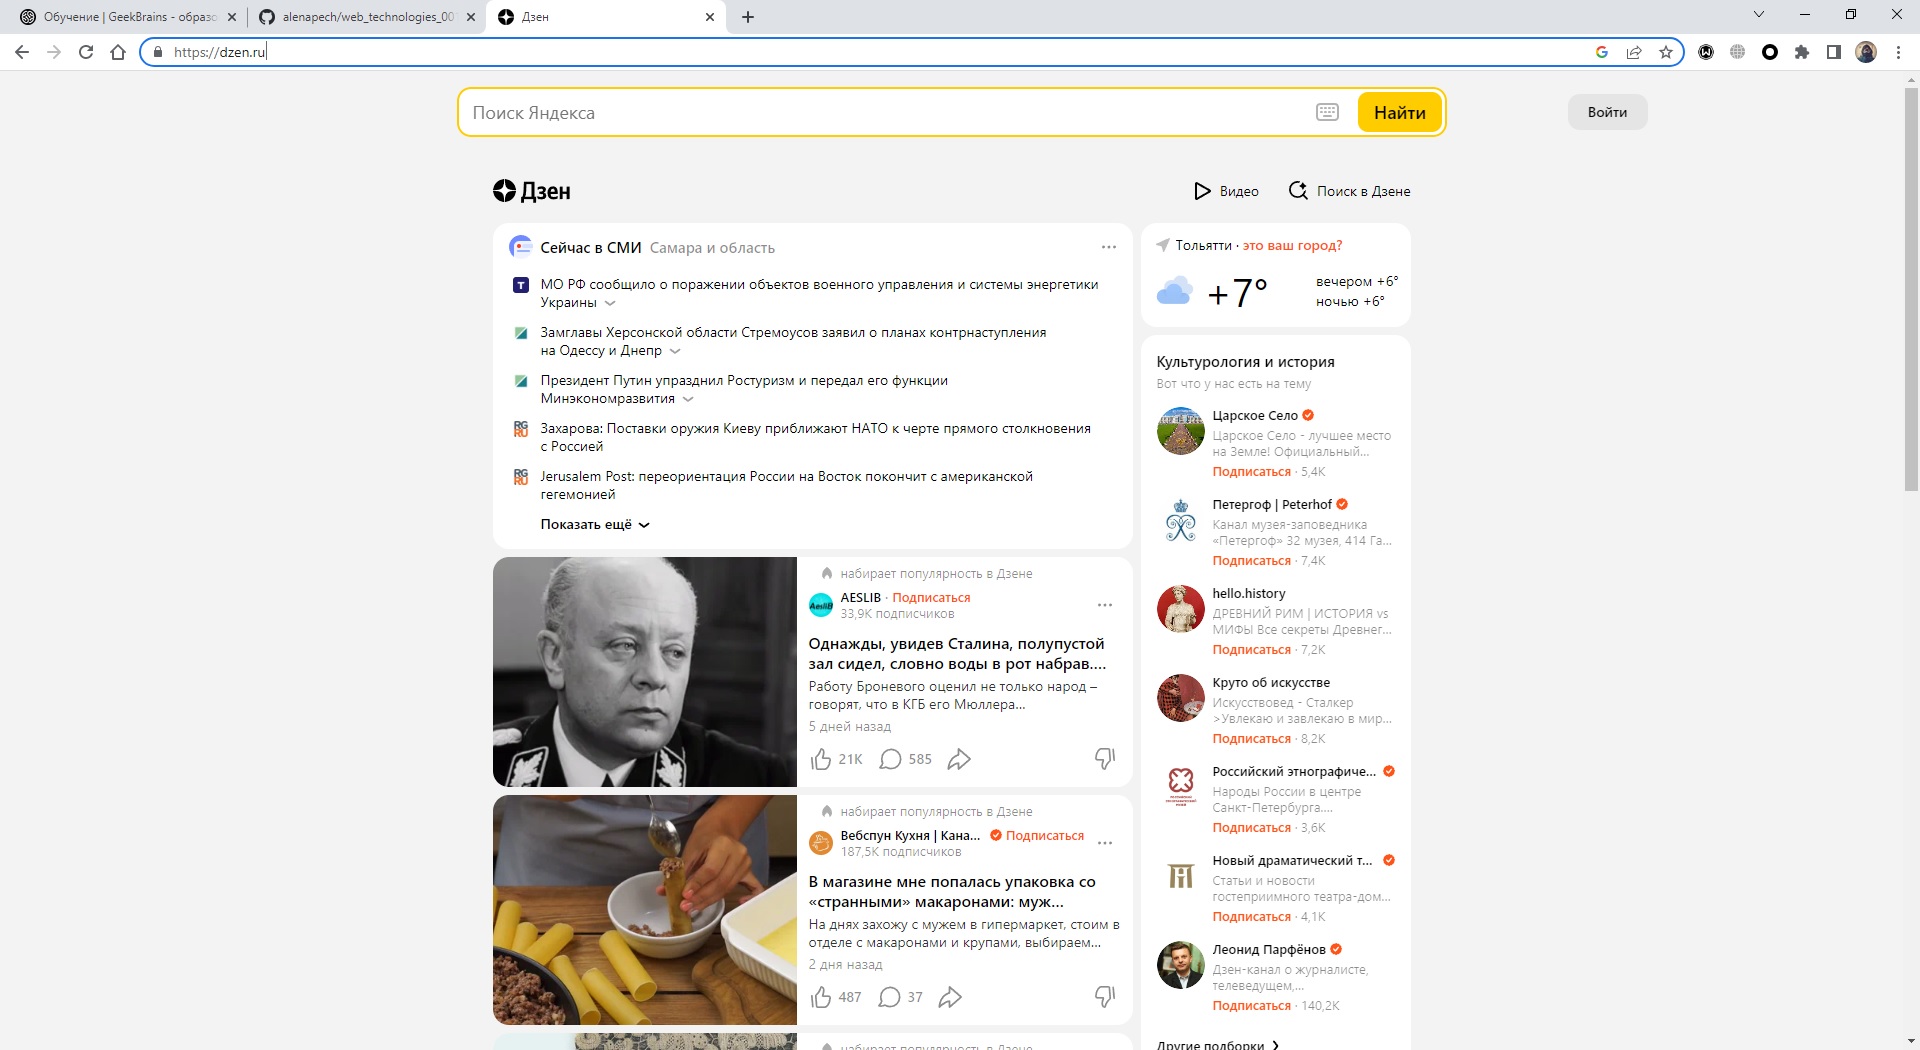 Обучение | GeekBrains - образо
alenapech/web_technologies_00
Дзен
https://dzen.ru
Поиск Яндекса
Найти
Войти
Дзен
Видео
Поиск в Дзене
Сейчас в СМИ Самара и область
МО РФ сообщило о поражении объектов военного управления и системы энергетики
Украины
Замглавы Херсонской области Стремоусов заявил о планах контрнаступления
на Одессу и Днепр
Президент Путин упразднил Ростуризм и передал его функции
Минэкономразвития
Захарова: Поставки оружия Киеву приближают НАТО к черте прямого столкновения
с Россией
Jerusalem Post: переориентация России на Восток покончит с американской
гегемонией
Показать ещё
набирает популярность в Дзене
AESLIB · Подписаться
33,9K подписчиков
Однажды, увидев Сталина, полупустой
зал сидел, словно воды в рот набрав....
Работу Броневого оценил не только народ –
говорят, что в КГБ его Мюллера...
5 дней назад
21K
585
набирает популярность в Дзене
Вебспун Кухня | Кана... Подписаться
187,5K подписчиков
В магазине мне попалась упаковка со
«странными» макаронами: муж...
На днях захожу с мужем в гипермаркет, стоим в
отделе с макаронами и крупами, выбираем...
2 дня назад
487
37
набирает популярность в Дзене
Тольятти · это ваш город?
+7°
вечером +6°
ночью +6°
Культурология и история
Вот что у нас есть на тему
Царское Село
Царское Село - лучшее место
на Земле! Официальный...
Подписаться · 5,4K
Петергоф | Peterhof
Канал музея-заповедника
«Петергоф» 32 музея, 414 Га...
Подписаться · 7,4K
hello.history
ДРЕВНИЙ РИМ | ИСТОРИЯ vs
МИФЫ Все секреты Древнег...
Подписаться · 7,2K
Круто об искусстве
Искусствовед - Сталкер
>Увлекаю и завлекаю в мир...
Подписаться · 8,2K
Российский этнографиче...
Народы России в центре
Санкт-Петербурга....
Подписаться · 3,6K
Новый драматический т...
Статьи и новости
гостеприимного театра-дом...
Подписаться · 4,1K
Леонид Парфёнов
Дзен-канал о журналисте,
телеведущем,...
Подписаться · 140,2K
Другие подборки